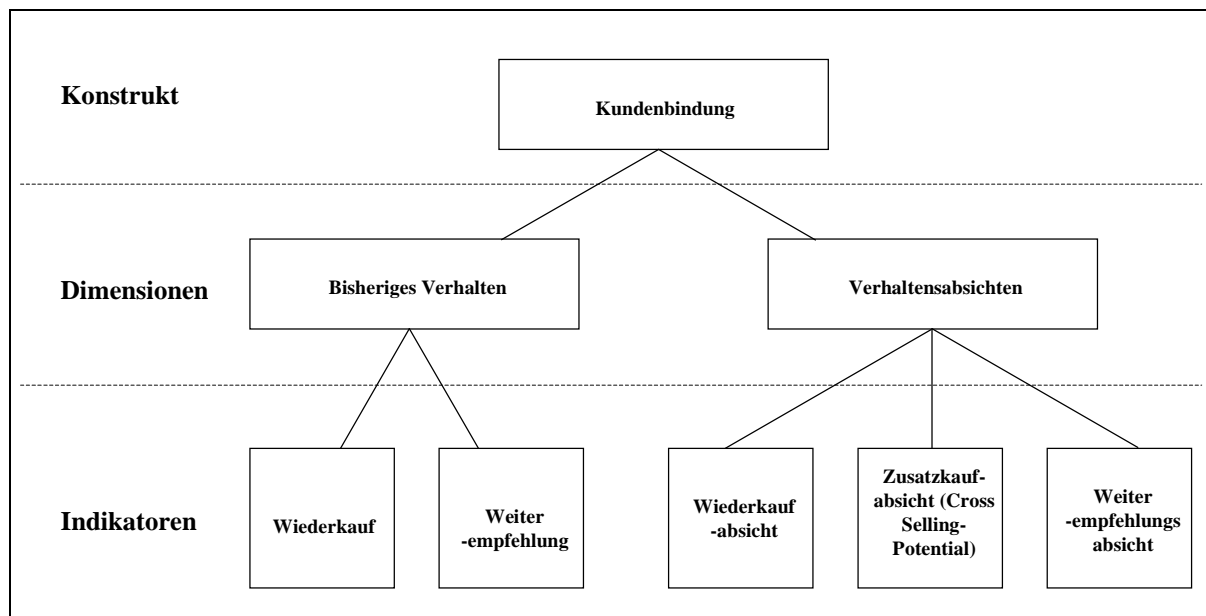 Konstrukt
Kundenbindung
Dimensionen
Bisheriges Verhalten
Verhaltensabsichten
Indikatoren
Wiederkauf
Weiter
-empfehlung
Wiederkauf
-absicht
Zusatzkauf-
absicht (Cross
Selling-
Potential)
Weiter
-empfehlungs
absicht